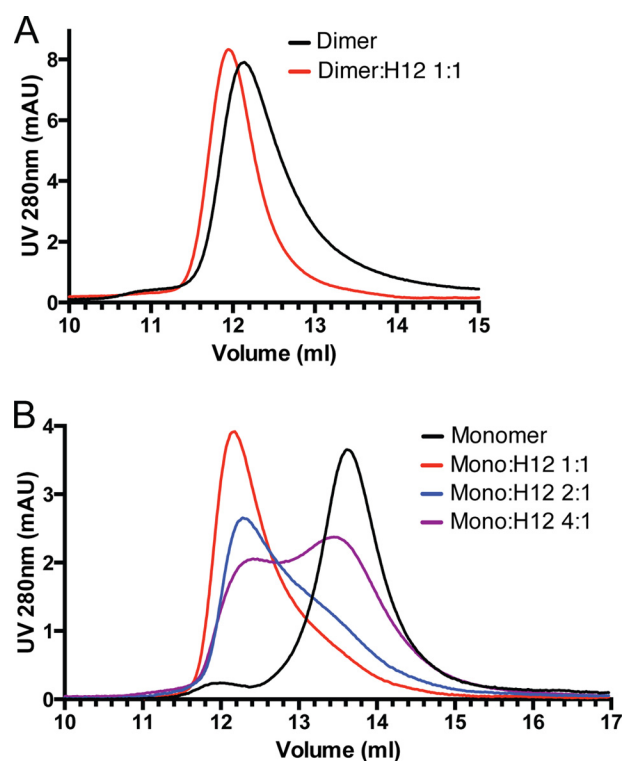 A
UV 280nm (mAU)
8
6
4
2
0
Dimer
Dimer:H12 1:1
10 11 12 13 14 15
Volume (ml)
B
UV 280nm (mAU)
4
3
2
1
0
Monomer
Mono:H12 1:1
Mono:H12 2:1
Mono:H12 4:1
10 11 12 13 14 15 16 17
Volume (ml)